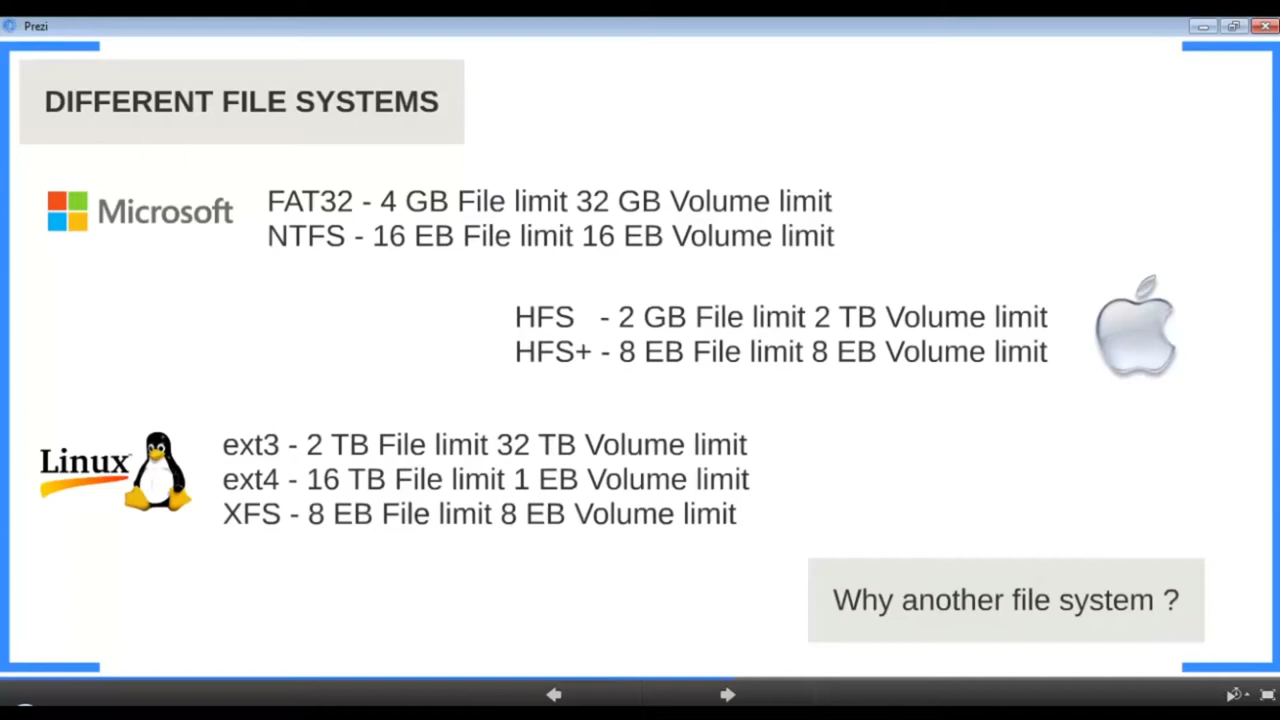 Prezi
DIFFERENT FILE SYSTEMS
Microsoft
FAT32 - 4 GB File limit 32 GB Volume limit
NTFS - 16 EB File limit 16 EB Volume limit
HFS - 2 GB File limit 2 TB Volume limit
HFS+ - 8 EB File limit 8 EB Volume limit
Linux
ext3 - 2 TB File limit 32 TB Volume limit
ext4 - 16 TB File limit 1 EB Volume limit
XFS - 8 EB File limit 8 EB Volume limit
Why another file system ?